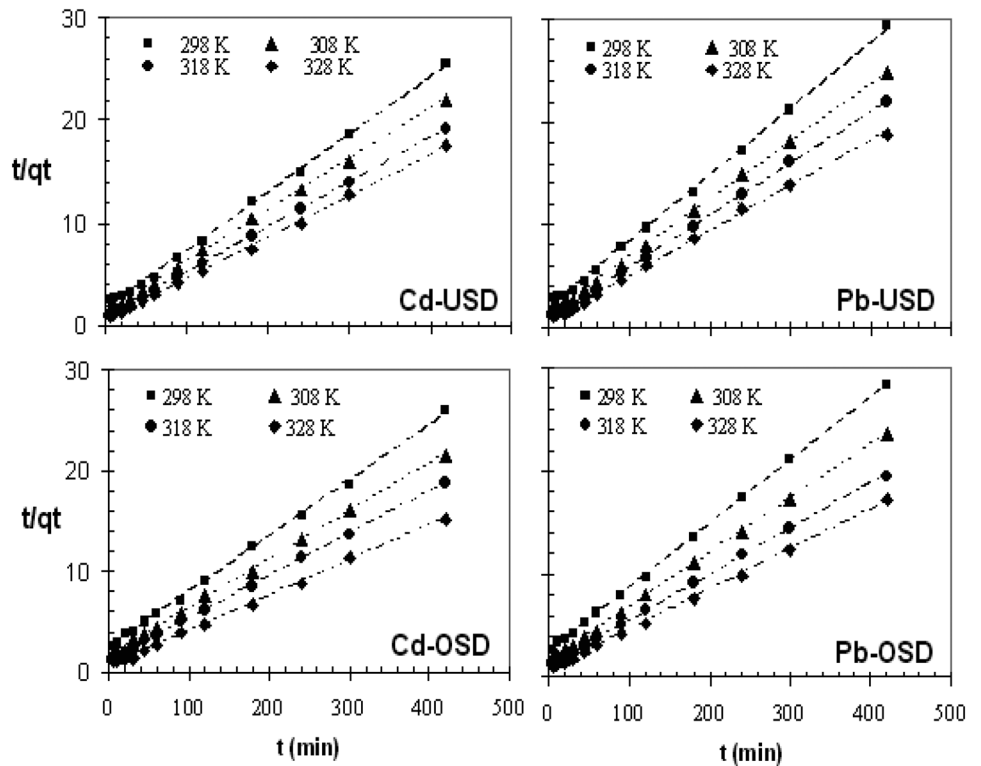 30
298 K 308 K
318 K 328 K
20
t/qt
10
Cd-USD
0
298 K 308 K
318 K 328 K
Pb-USD
30
298 K 308 K
318 K 328 K
20
t/qt
10
Cd-OSD
0
0 100 200 300 400 500
t (min)
298 K 308 K
318 K 328 K
Pb-OSD
0 100 200 300 400 500
t (min)